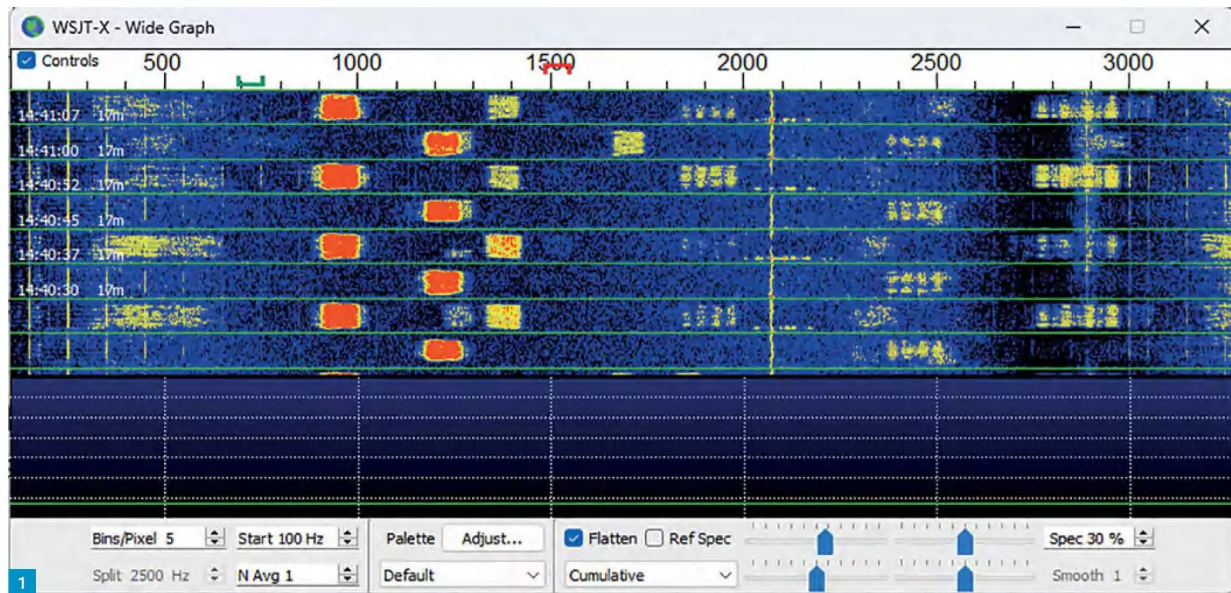 WSJT-X - Wide Graph
Controls 500 1000 1500 2000 2500 3000
14:41:07 17m
14:41:00 17m
14:40:52 17m
14:40:45 17m
14:40:37 17m
14:40:30 17m
Bins/Pixel 5 Start 100 Hz Palette Adjust... Flatten Ref Spec Spec 30 %
Split 2500 Hz N Avg 1 Default Cumulative Smooth 1
1